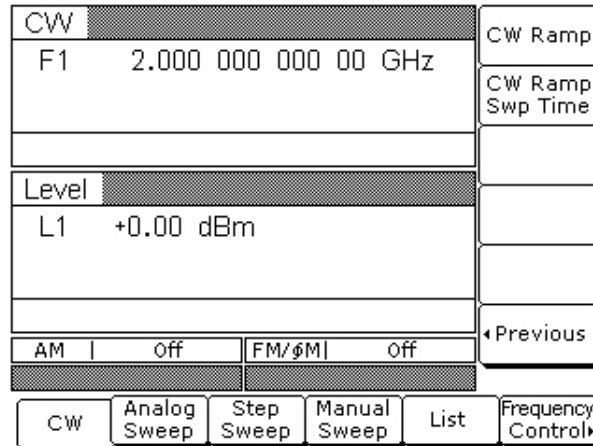 CW
F1 2.000 000 000 00 GHz
Level
L1 +0.00 dBm
AM | Off FM/ɸM| Off
CW Ramp
CW Ramp
Swp Time
◂Previous
CW
Analog
Sweep
Step
Sweep
Manual
Sweep
List
Frequency
Control▸